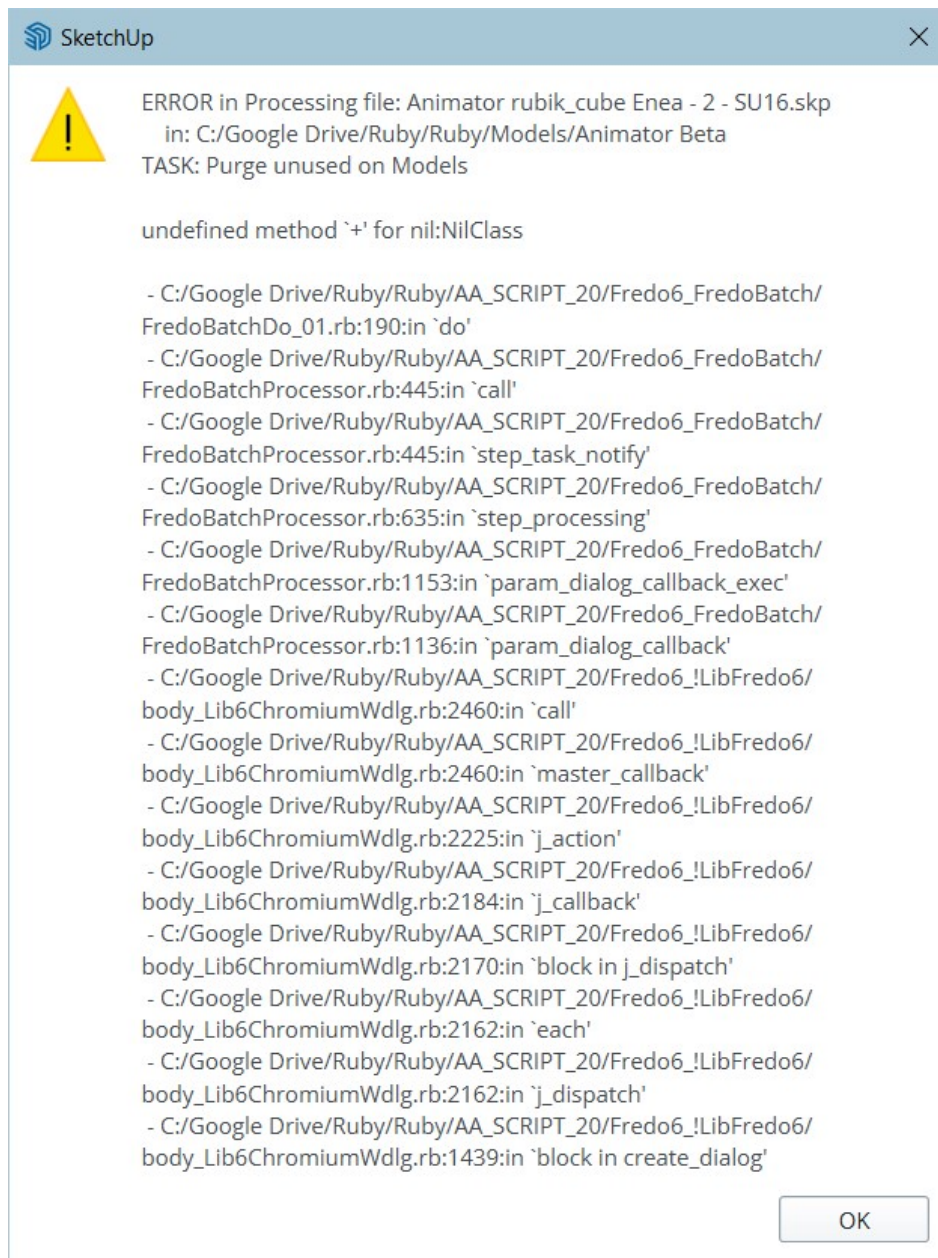 SketchUp
ERROR in Processing file: Animator rubik_cube Enea - 2 - SU16.skp
in: C:/Google Drive/Ruby/Ruby/Models/Animator Beta
TASK: Purge unused on Models
undefined method `+' for nil:NilClass
- C:/Google Drive/Ruby/Ruby/AA_SCRIPT_20/Fredo6_FredoBatch/
FredoBatchDo_01.rb:190:in `do'
- C:/Google Drive/Ruby/Ruby/AA_SCRIPT_20/Fredo6_FredoBatch/
FredoBatchProcessor.rb:445:in `call'
- C:/Google Drive/Ruby/Ruby/AA_SCRIPT_20/Fredo6_FredoBatch/
FredoBatchProcessor.rb:445:in `step_task_notify'
- C:/Google Drive/Ruby/Ruby/AA_SCRIPT_20/Fredo6_FredoBatch/
FredoBatchProcessor.rb:635:in `step_processing'
- C:/Google Drive/Ruby/Ruby/AA_SCRIPT_20/Fredo6_FredoBatch/
FredoBatchProcessor.rb:1153:in `param_dialog_callback_exec'
- C:/Google Drive/Ruby/Ruby/AA_SCRIPT_20/Fredo6_FredoBatch/
FredoBatchProcessor.rb:1136:in `param_dialog_callback'
- C:/Google Drive/Ruby/Ruby/AA_SCRIPT_20/Fredo6_!LibFredo6/
body_Lib6ChromiumWdlg.rb:2460:in `call'
- C:/Google Drive/Ruby/Ruby/AA_SCRIPT_20/Fredo6_!LibFredo6/
body_Lib6ChromiumWdlg.rb:2460:in `master_callback'
- C:/Google Drive/Ruby/Ruby/AA_SCRIPT_20/Fredo6_!LibFredo6/
body_Lib6ChromiumWdlg.rb:2225:in `j_action'
- C:/Google Drive/Ruby/Ruby/AA_SCRIPT_20/Fredo6_!LibFredo6/
body_Lib6ChromiumWdlg.rb:2184:in `j_callback'
- C:/Google Drive/Ruby/Ruby/AA_SCRIPT_20/Fredo6_!LibFredo6/
body_Lib6ChromiumWdlg.rb:2170:in `block in j_dispatch'
- C:/Google Drive/Ruby/Ruby/AA_SCRIPT_20/Fredo6_!LibFredo6/
body_Lib6ChromiumWdlg.rb:2162:in `each'
- C:/Google Drive/Ruby/Ruby/AA_SCRIPT_20/Fredo6_!LibFredo6/
body_Lib6ChromiumWdlg.rb:2162:in `j_dispatch'
- C:/Google Drive/Ruby/Ruby/AA_SCRIPT_20/Fredo6_!LibFredo6/
body_Lib6ChromiumWdlg.rb:1439:in `block in create_dialog'
OK